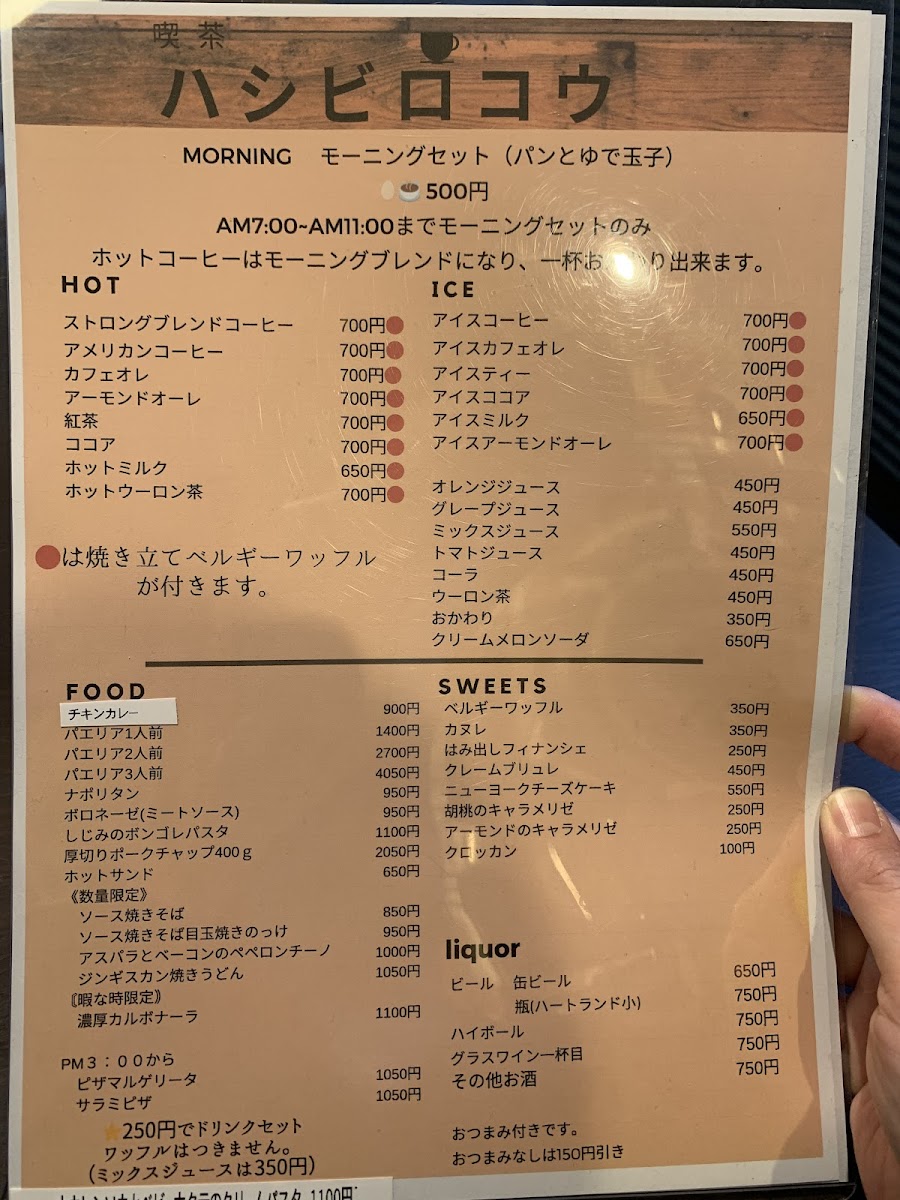 喫茶
ハシビロコウ
MORNING モーニングセット（パンとゆで玉子）
500円
AM7:00~AM11:00までモーニングセットのみ
ホットコーヒーはモーニングブレンドになり、一杯お り出来ます。
HOT
ストロングブレンドコーヒー 700円
アメリカンコーヒー 700円
カフェオレ 700円
アーモンドオーレ 700円
紅茶 700円
ココア 700円
ホットミルク 650円
ホットウーロン茶 700円
は焼き立てベルギーワッフル
が付きます。
ICE
アイスコーヒー 700円
アイスカフェオレ 700円
アイスティー 700円
アイスココア 700円
アイスミルク 650円
アイスアーモンドオーレ 700円
オレンジジュース 450円
グレープジュース 450円
ミックスジュース 550円
トマトジュース 450円
コーラ 450円
ウーロン茶 450円
おかわり 350円
クリームメロンソーダ 650円
FOOD
チキンカレー 900円
パエリア1人前 1400円
パエリア2人前 2700円
パエリア3人前 4050円
ナポリタン 950円
ボロネーゼ(ミートソース) 950円
しじみのボンゴレパスタ 1100円
厚切りポークチャップ400ｇ 2050円
ホットサンド 650円
《数量限定》
ソース焼きそば 850円
ソース焼きそば目玉焼きのっけ 950円
アスパラとベーコンのペペロンチーノ 1000円
ジンギスカン焼きうどん 1050円
《暇な時限定》
濃厚カルボナーラ 1100円
PM３：００から
ピザマルゲリータ 1050円
サラミピザ 1050円
250円でドリンクセット
ワッフルはつきません。
(ミックスジュースは350円)
SWEETS
ベルギーワッフル 350円
カヌレ 350円
はみ出しフィナンシェ 250円
クレームブリュレ 450円
ニューヨークチーズケーキ 550円
胡桃のキャラメリゼ 250円
アーモンドのキャラメリゼ 250円
クロッカン 100円
liquor
ビール 缶ビール 650円
瓶(ハートランド小) 750円
ハイボール 750円
グラスワイン一杯目 750円
その他お酒 750円
おつまみ付きです。
おつまみなしは150円引き
1100円